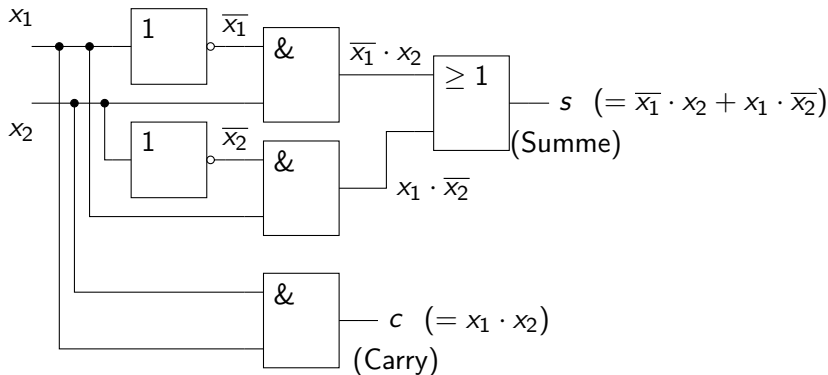 x₁
1
x̅₁
&
x̅₁ · x₂
≥ 1
s (= x̅₁ · x₂ + x₁ · x̅₂)
(Summe)
x₂
1
x̅₂
&
x₁ · x̅₂
&
c (= x₁ · x₂)
(Carry)